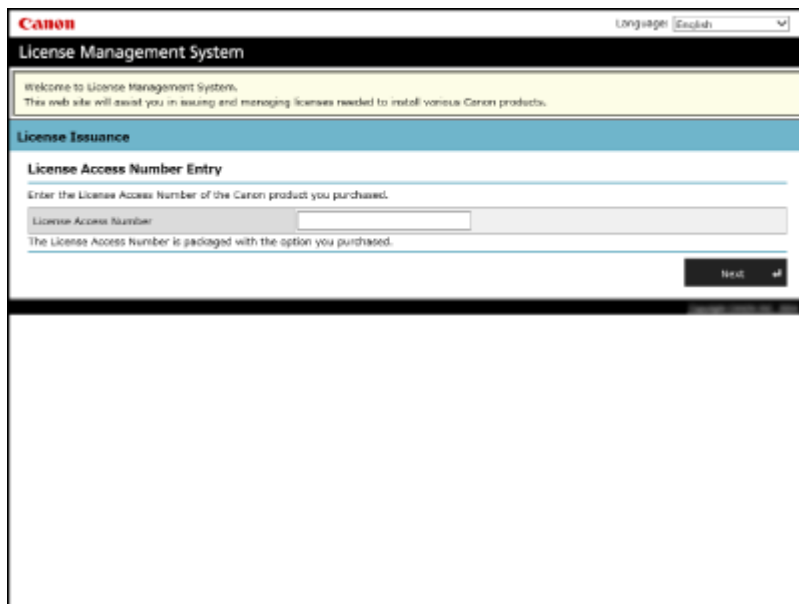 Canon
Language: English
License Management System
Welcome to License Management System.
This web site will assist you in issuing and managing licenses needed to install various Canon products.
License Issuance
License Access Number Entry
Enter the License Access Number of the Canon product you purchased.
License Access Number
The License Access Number is packaged with the option you purchased.
Next